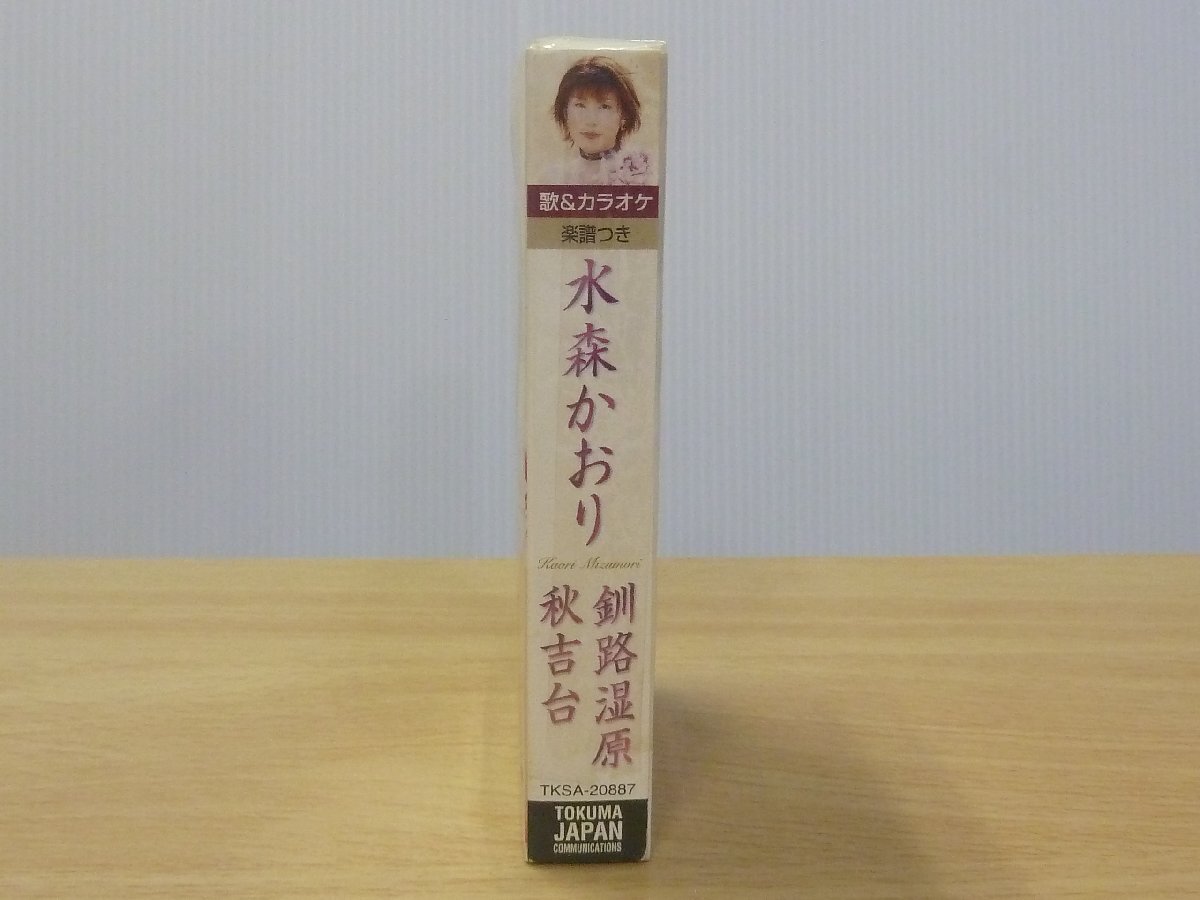 歌&カラオケ
楽譜つき
水森かおり
Kaori Mizumori
釧路湿原
秋吉台
TKSA-20887
TOKUMA
JAPAN
COMMUNICATIONS